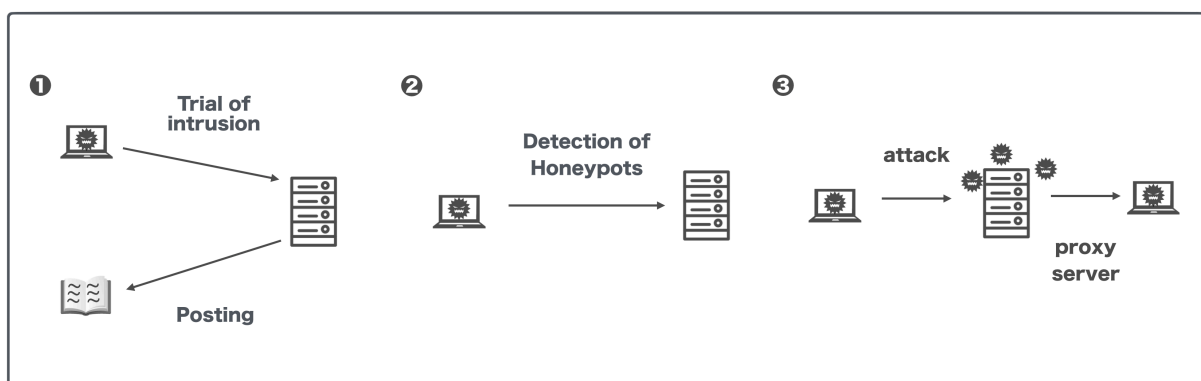 ❶
Trial of
intrusion
Posting
❷
Detection of
Honeypots
❸
attack
proxy
server